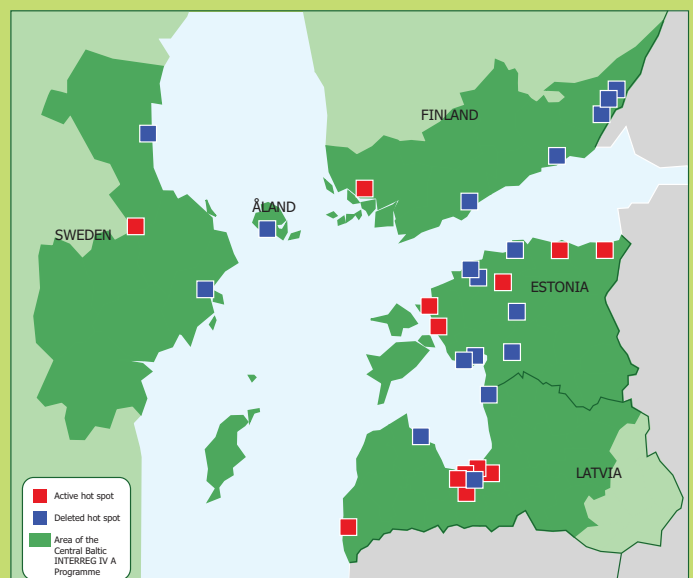 FINLAND
ÅLAND
SWEDEN
ESTONIA
LATVIA
Active hot spot
Deleted hot spot
Area of the
Central Baltic
INTERREG IV A
Programme